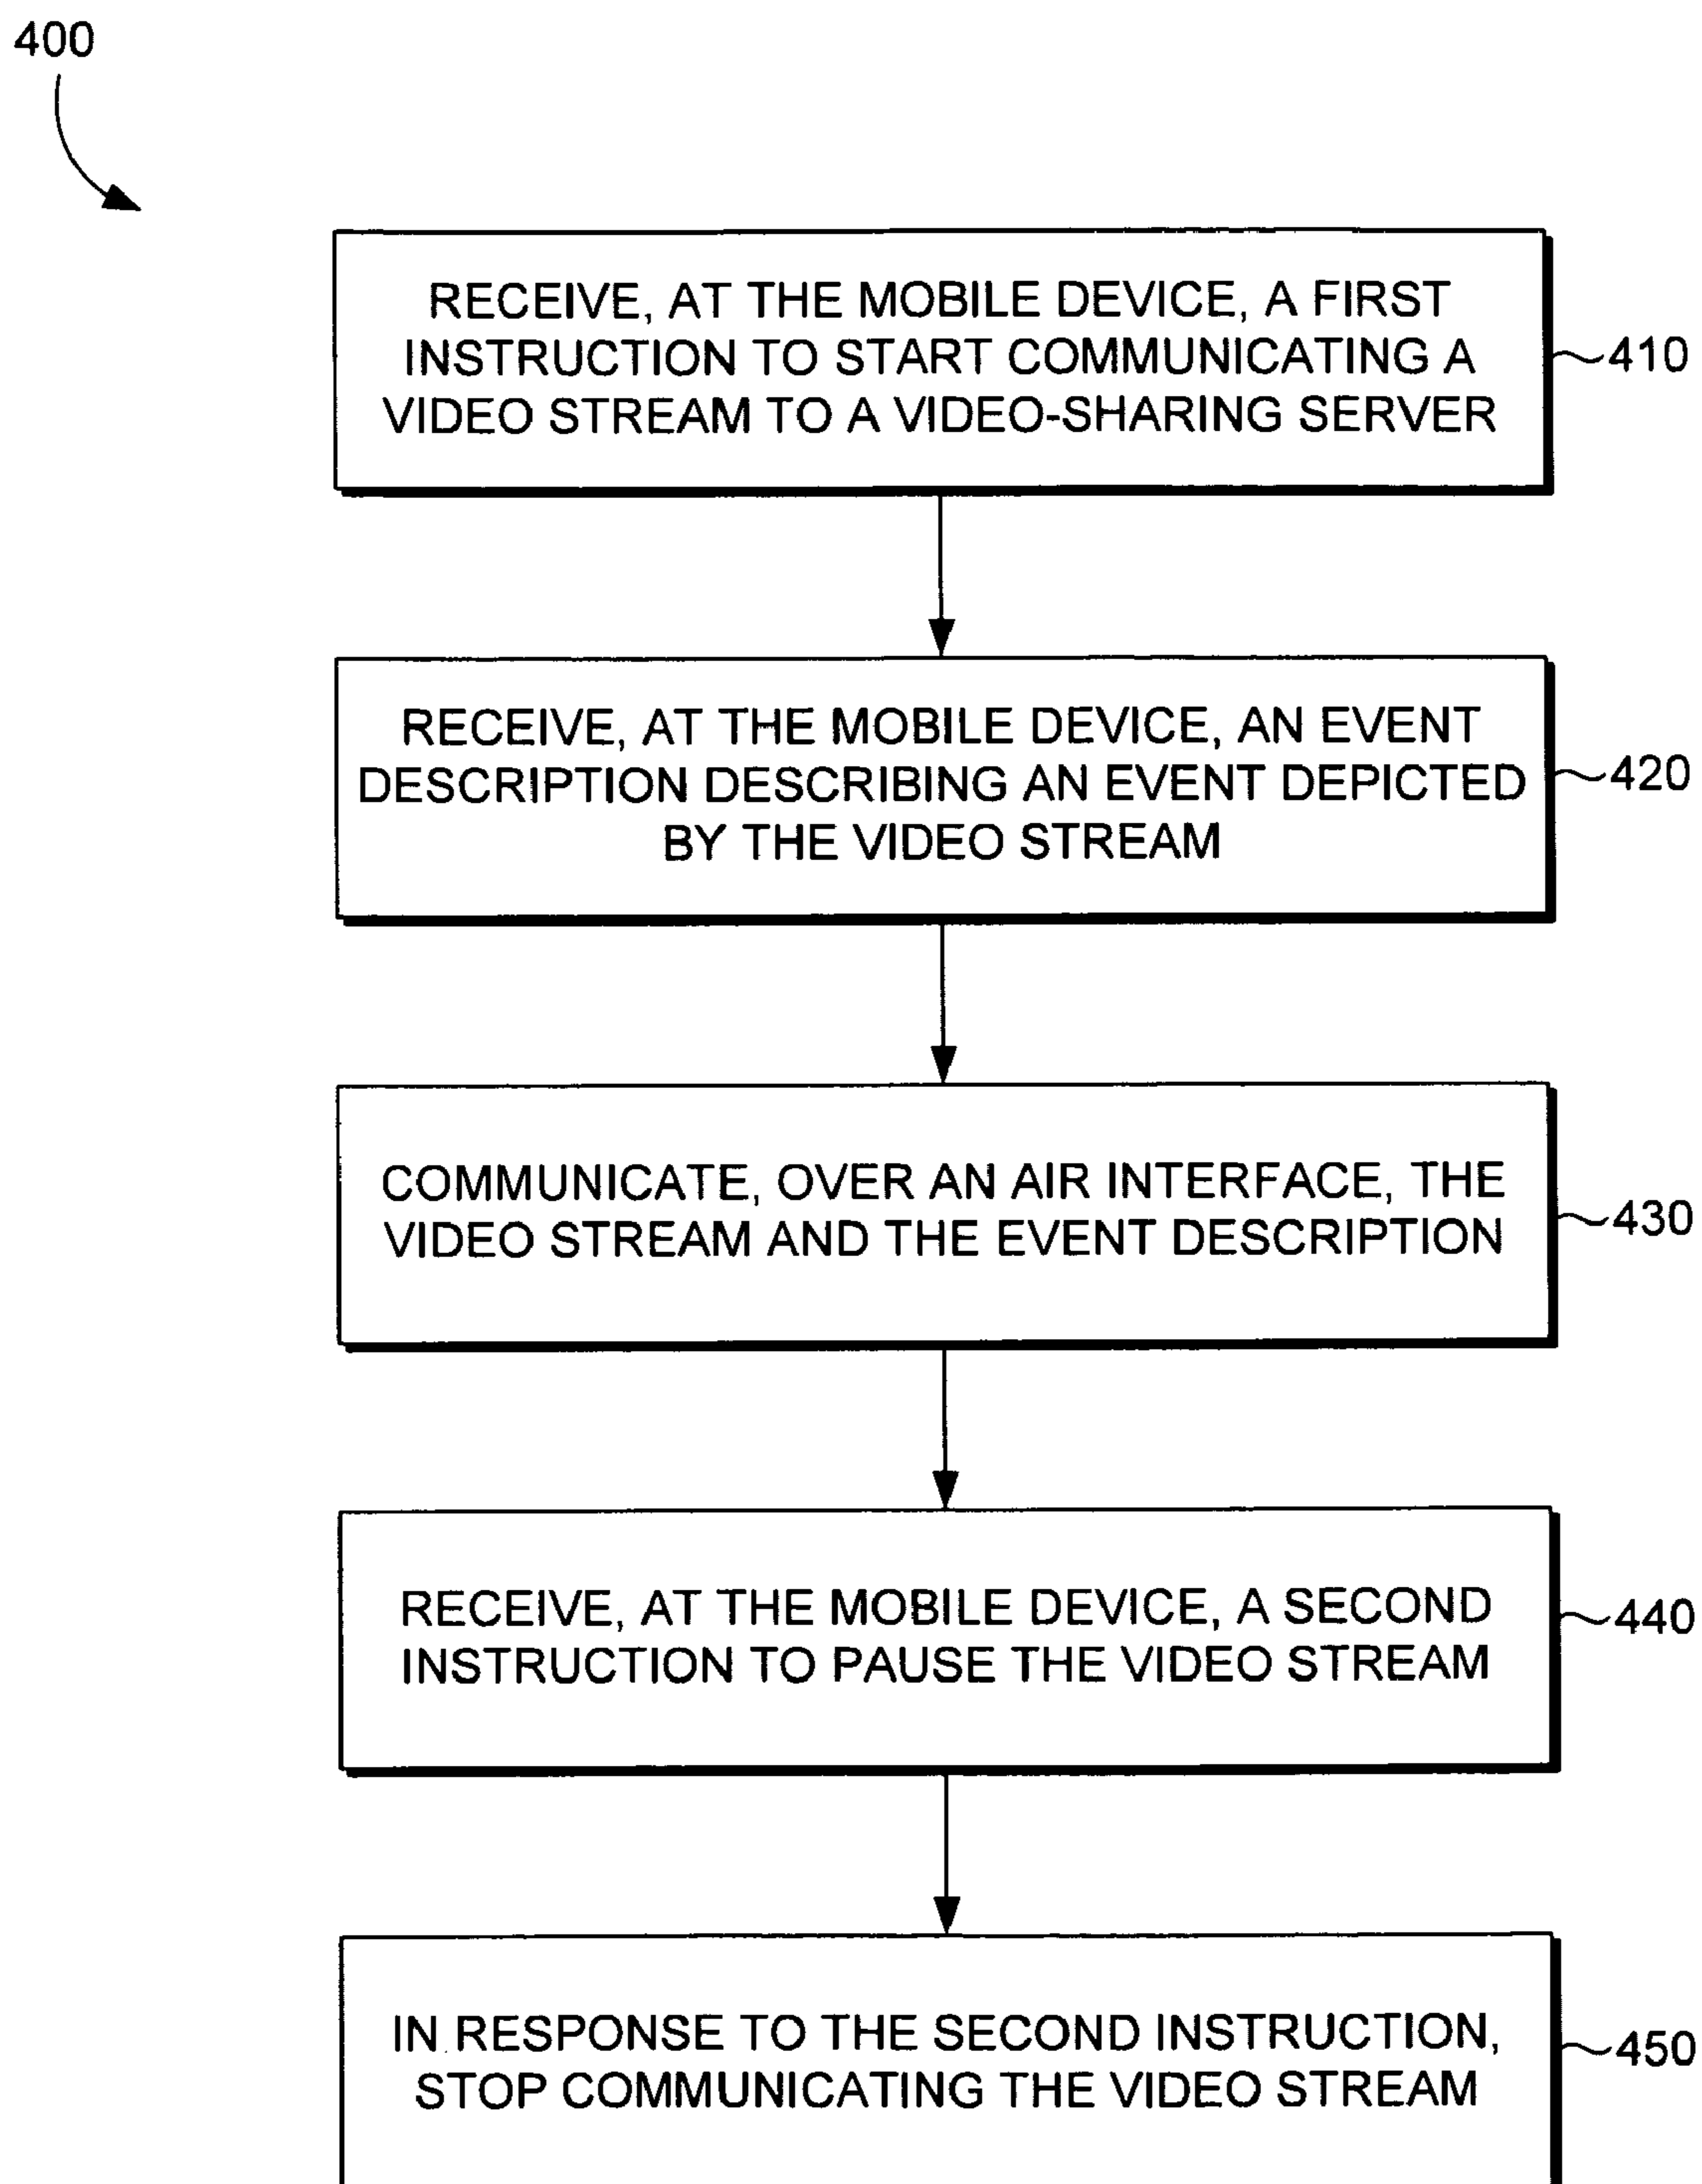 400
RECEIVE, AT THE MOBILE DEVICE, A FIRST
INSTRUCTION TO START COMMUNICATING A
VIDEO STREAM TO A VIDEO-SHARING SERVER
410
RECEIVE, AT THE MOBILE DEVICE, AN EVENT
DESCRIPTION DESCRIBING AN EVENT DEPICTED
BY THE VIDEO STREAM
420
COMMUNICATE, OVER AN AIR INTERFACE, THE
VIDEO STREAM AND THE EVENT DESCRIPTION
430
RECEIVE, AT THE MOBILE DEVICE, A SECOND
INSTRUCTION TO PAUSE THE VIDEO STREAM
440
IN RESPONSE TO THE SECOND INSTRUCTION,
STOP COMMUNICATING THE VIDEO STREAM
450